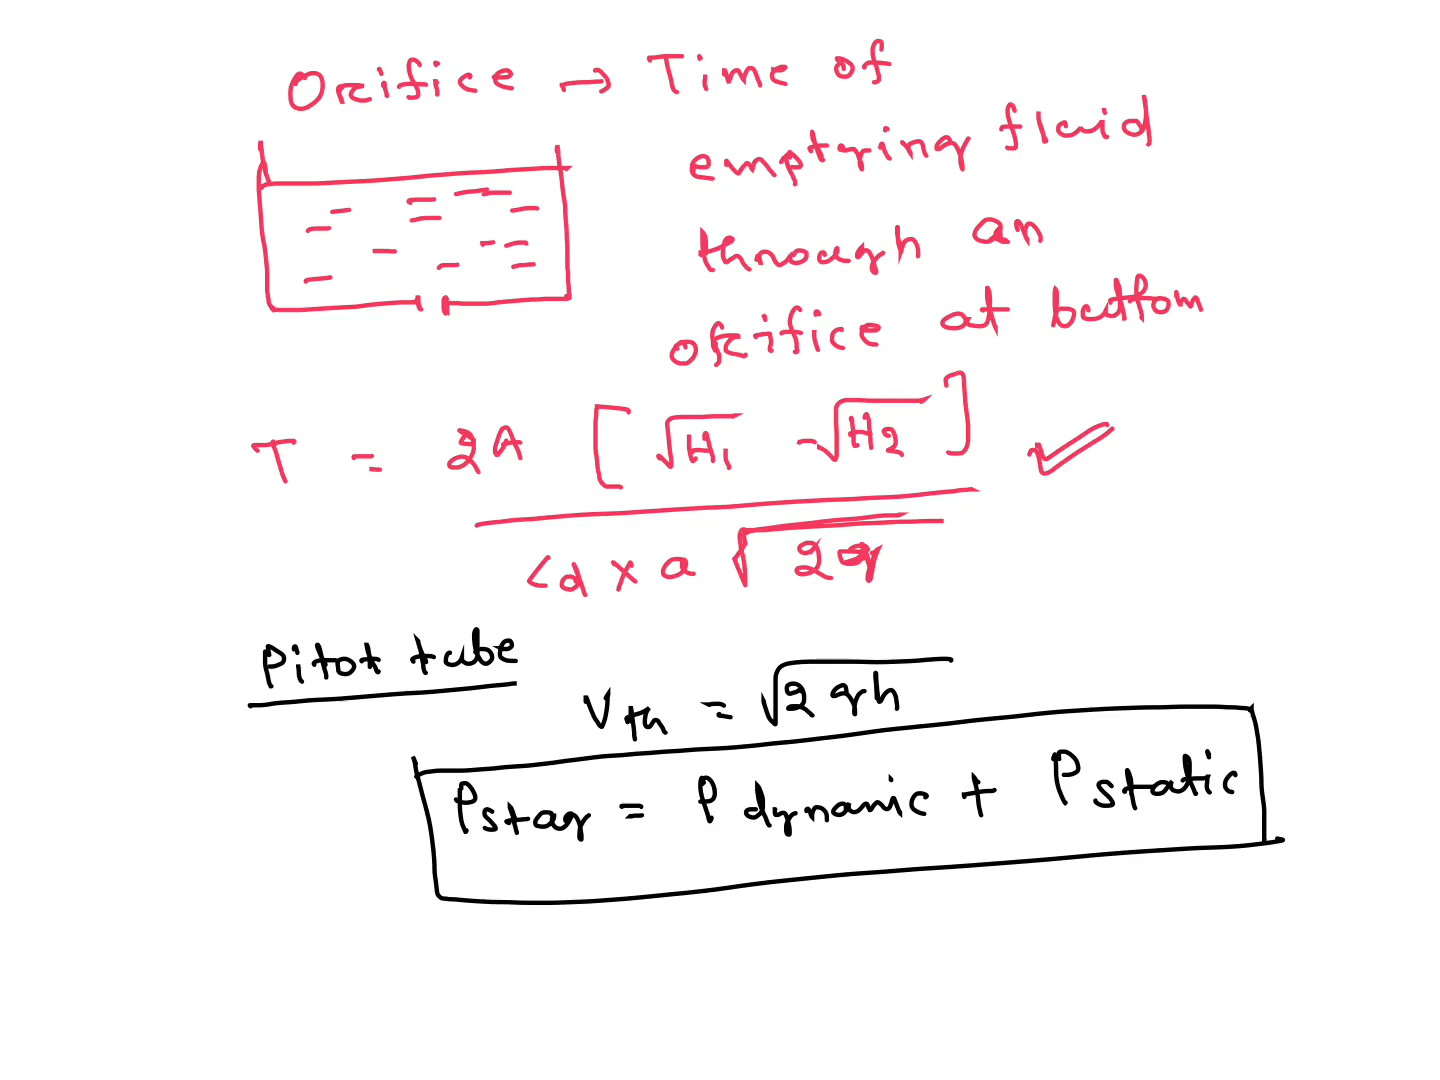 Orifice → Time of
emptying fluid
through an
orifice at bottom
T = 2A [√H₁ - √H₂]
Cd × a √2g
Pitot tube
Vth = √2gh
Pstag = Pdynamic + Pstatic